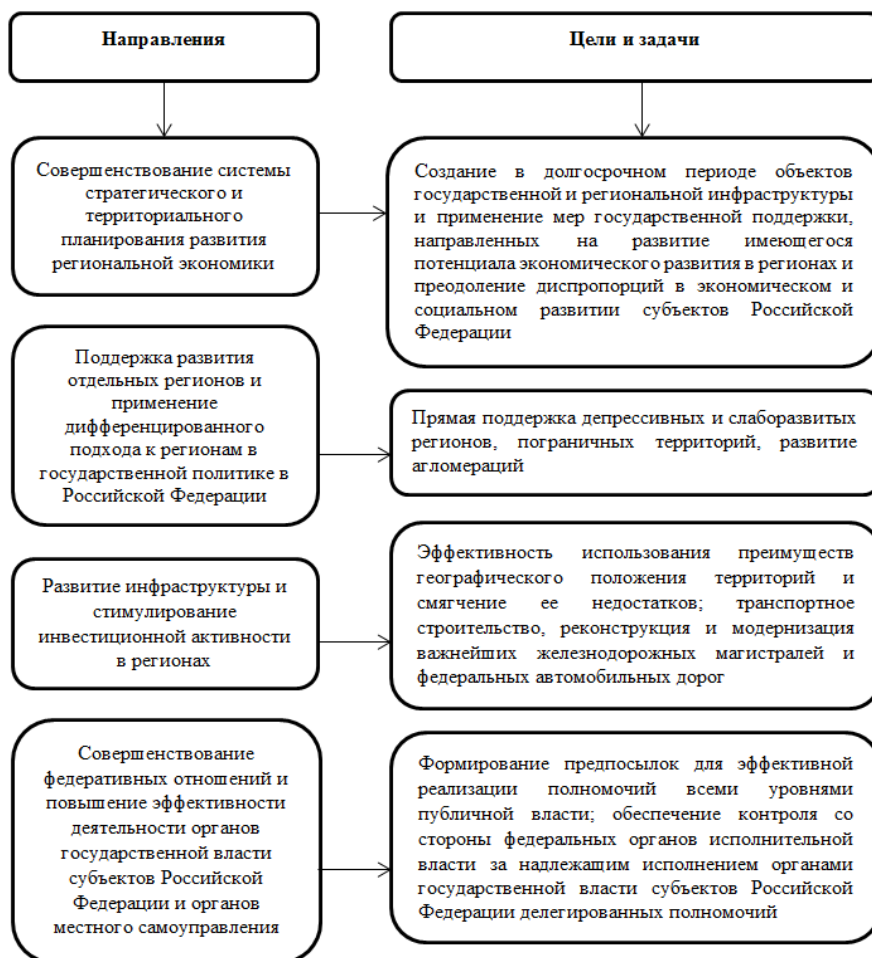 Направления
Цели и задачи
Совершенствование системы
стратегического и
территориального
планирования развития
региональной экономики
Создание в долгосрочном периоде объектов
государственной и региональной инфраструктуры
и применение мер государственной поддержки,
направленных на развитие имеющегося
потенциала экономического развития в регионах и
преодоление диспропорций в экономическом и
социальном развитии субъектов Российской
Федерации
Поддержка развития
отдельных регионов и
применение
дифференцированного
подхода к регионам в
государственной политике в
Российской Федерации
Прямая поддержка депрессивных и слаборазвитых
регионов, пограничных территорий, развитие
агломераций
Развитие инфраструктуры и
стимулирование
инвестиционной активности
в регионах
Эффективность использования преимуществ
географического положения территорий и
смягчение ее недостатков; транспортное
строительство, реконструкция и модернизация
важнейших железнодорожных магистралей и
федеральных автомобильных дорог
Совершенствование
федеративных отношений и
повышение эффективности
деятельности органов
государственной власти
субъектов Российской
Федерации и органов
местного самоуправления
Формирование предпосылок для эффективной
реализации полномочий всеми уровнями
публичной власти; обеспечение контроля со
стороны федеральных органов исполнительной
власти за надлежащим исполнением органами
государственной власти субъектов Российской
Федерации делегированных полномочий